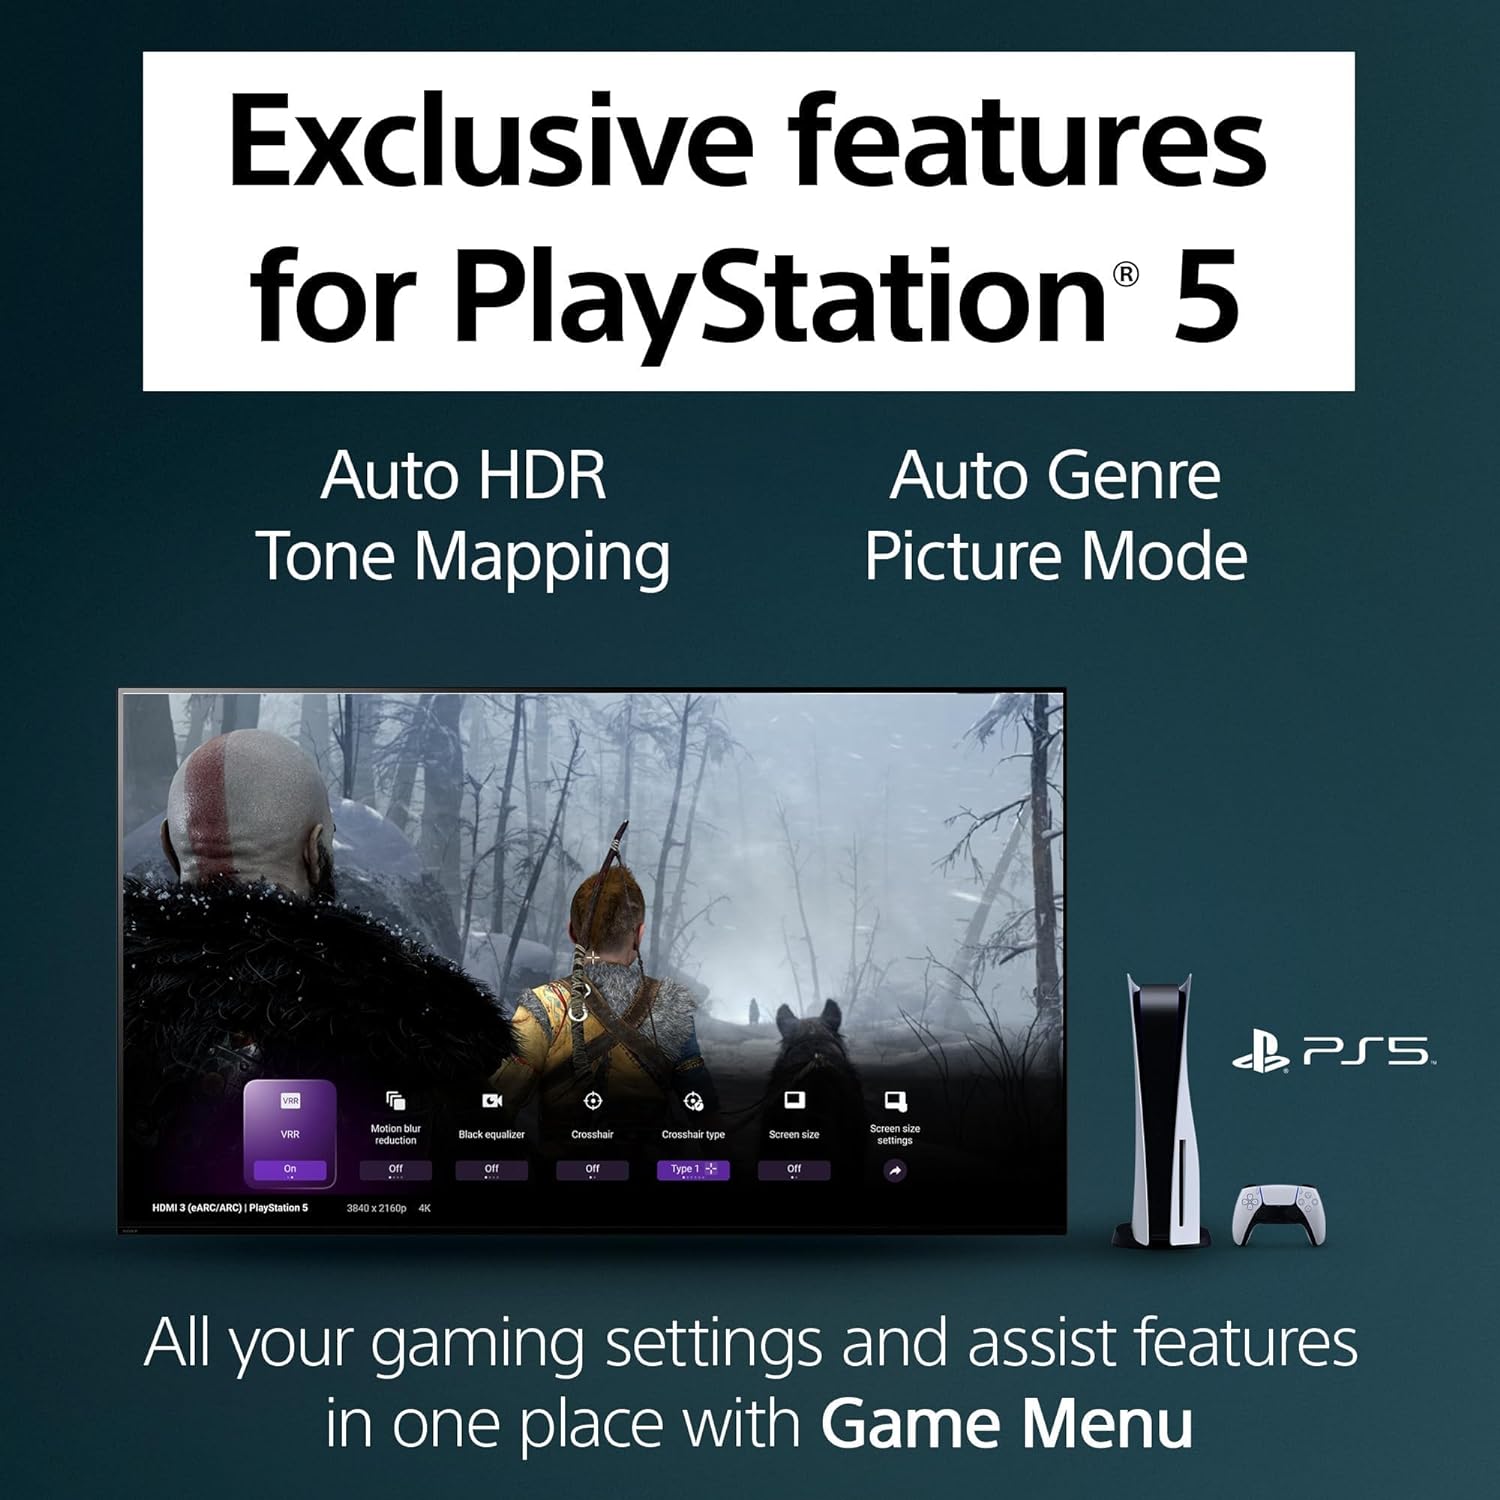 Exclusive features
for PlayStation® 5
Auto HDR
Tone Mapping
Auto Genre
Picture Mode
VRR
VRR
On
Motion blur
reduction
Off
Black equalizer
Off
Crosshair
Off
Crosshair type
Type 1
Screen size
Off
Screen size
settings
HDMI 3 (eARC/ARC) | PlayStation 5 3840 x 2160p 4K
SONY
PS5™
All your gaming settings and assist features
in one place with Game Menu